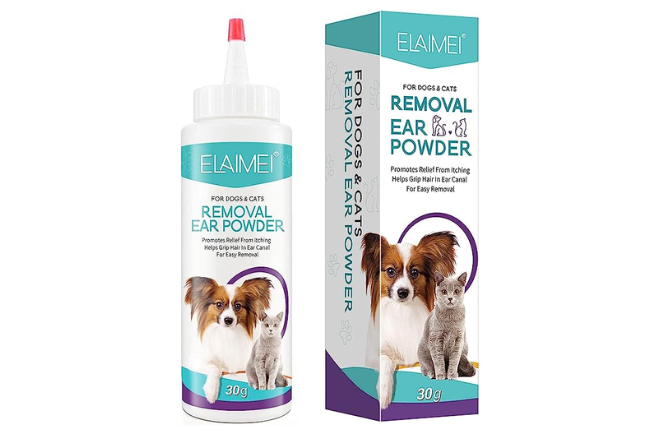 ELAIMEI
FOR DOGS & CATS
REMOVAL
EAR POWDER
Promotes Relief From Itching
Helps Grip Hair In Ear Canal
For Easy Removal
30g
FOR DOGS & CATS
REMOVAL EAR POWDER
ELAIMEI
FOR DOGS & CATS
REMOVAL
EAR
POWDER
Promotes Relief From Itching
Helps Grip Hair In Ear Canal
For Easy Removal
30g